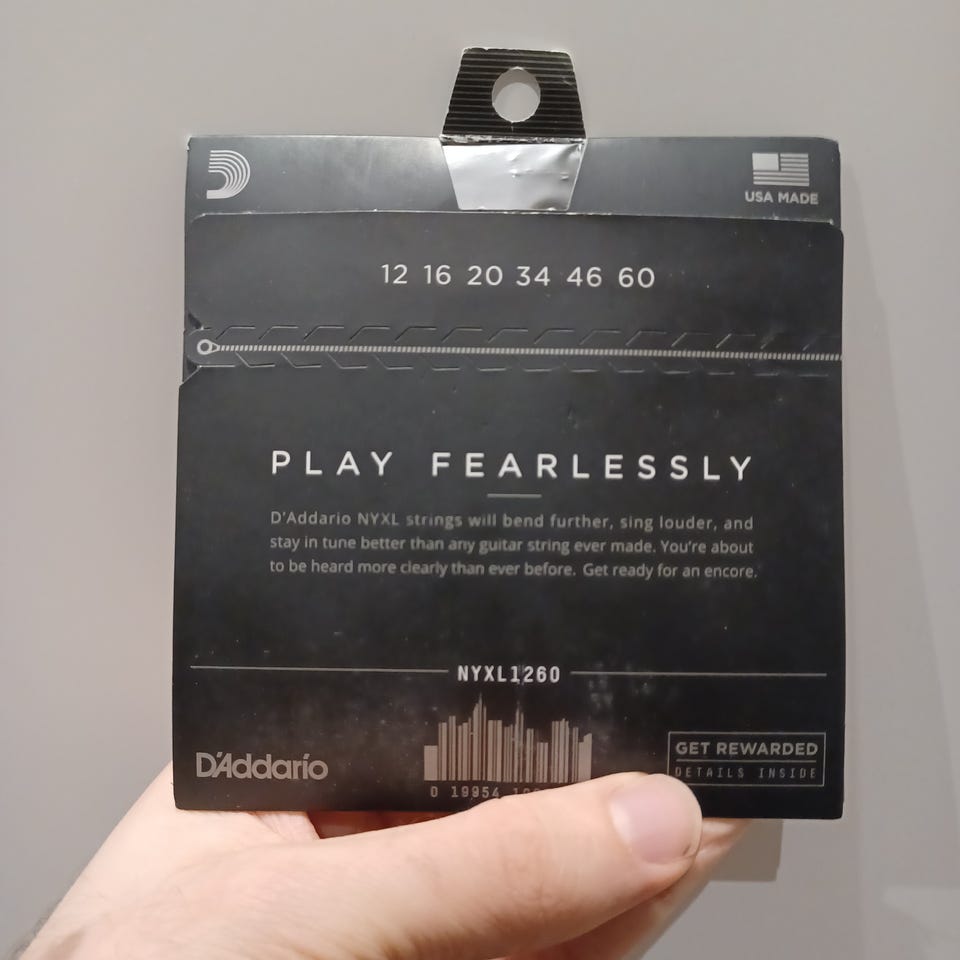 USA MADE
12 16 20 34 46 60
PLAY FEARLESSLY
D'Addario NYXL strings will bend further, sing louder, and
stay in tune better than any guitar string ever made. You're about
to be heard more clearly than ever before. Get ready for an encore.
NYXL1260
D'Addario
GET REWARDED
DETAILS INSIDE
0 19954